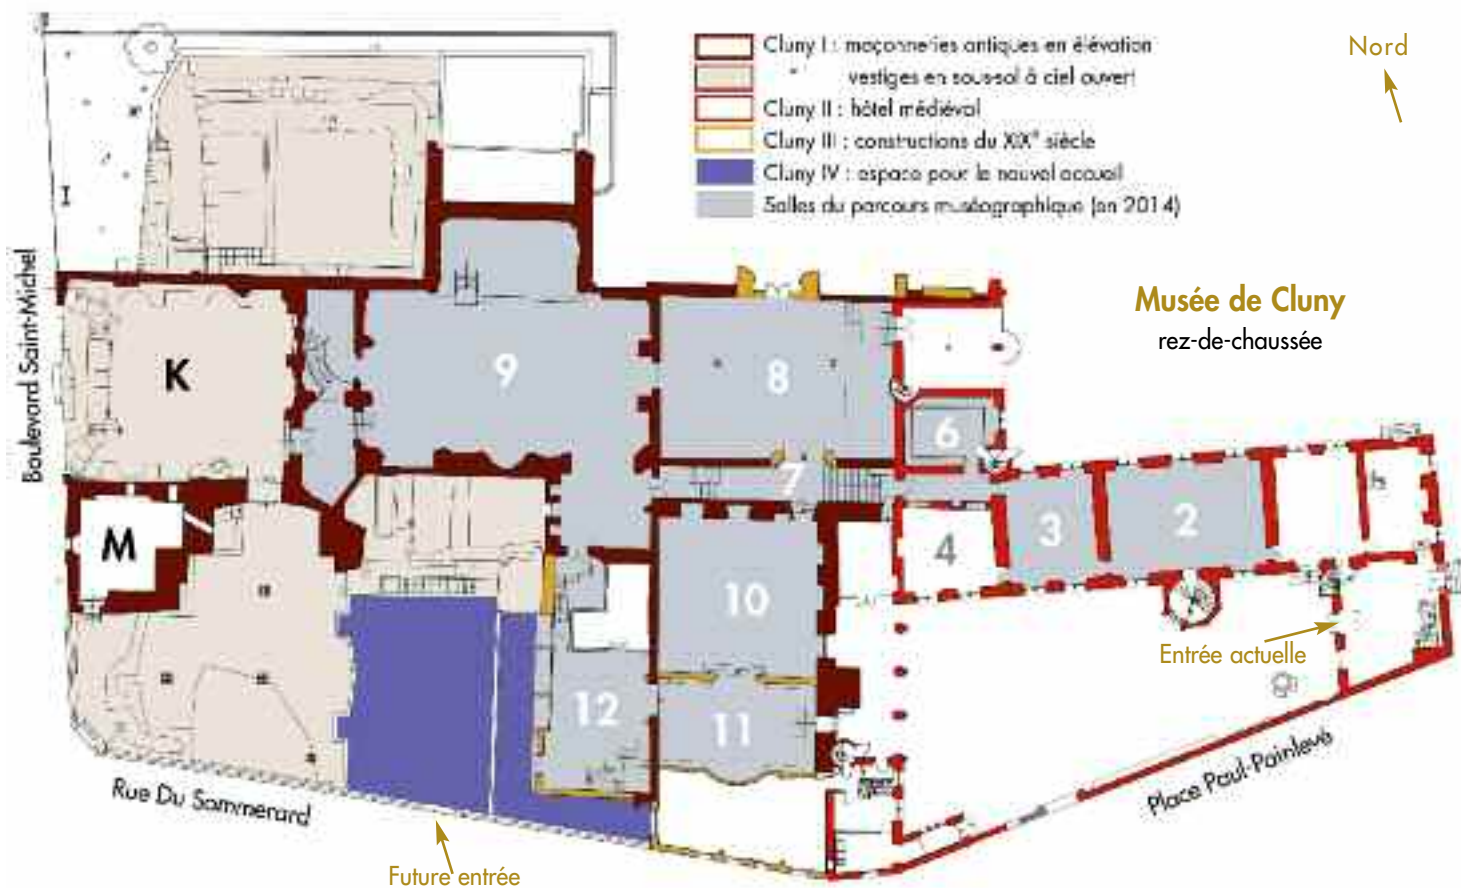 Cluny I : maçonneries antiques en élévation
" vestiges en sous-sol à ciel ouvert
Cluny II : hôtel médiéval
Cluny III : constructions du XIXe siècle
Cluny IV : espace pour le nouvel accueil
Salles du parcours muséographique (en 2014)
Nord
Musée de Cluny
rez-de-chaussée
Boulevard Saint-Michel
I
K
9
8
6
7
M
4
3
2
10
11
12
Entrée actuelle
Rue Du Sommerard
Place Paul-Painlevé
Future entrée